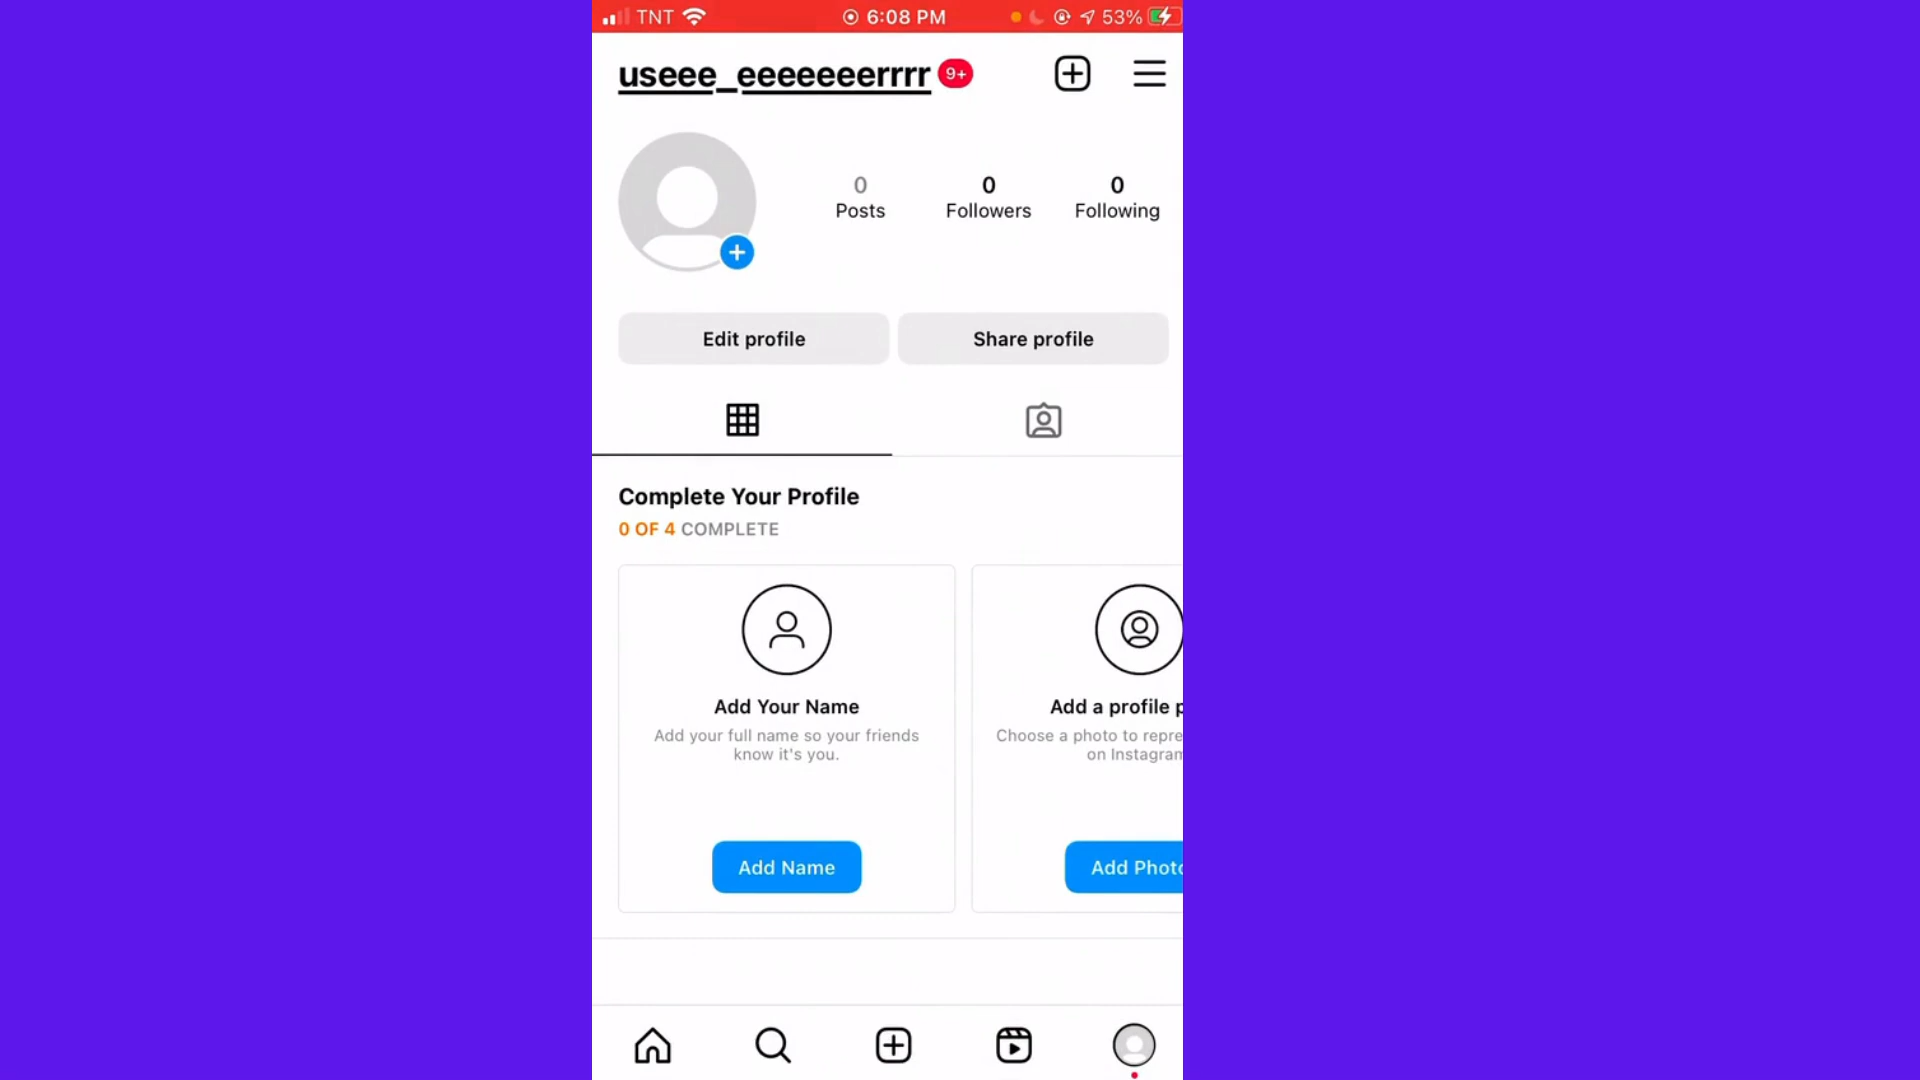 TNT 6:08 PM 53%
useee_eeeeeeerrrr 9+
0 0 0
Posts Followers Following
Edit profile Share profile
Complete Your Profile
0 OF 4 COMPLETE
Add Your Name
Add your full name so your friends
know it's you.
Add Name
Add a profile p
Choose a photo to repre
on Instagram
Add Photo